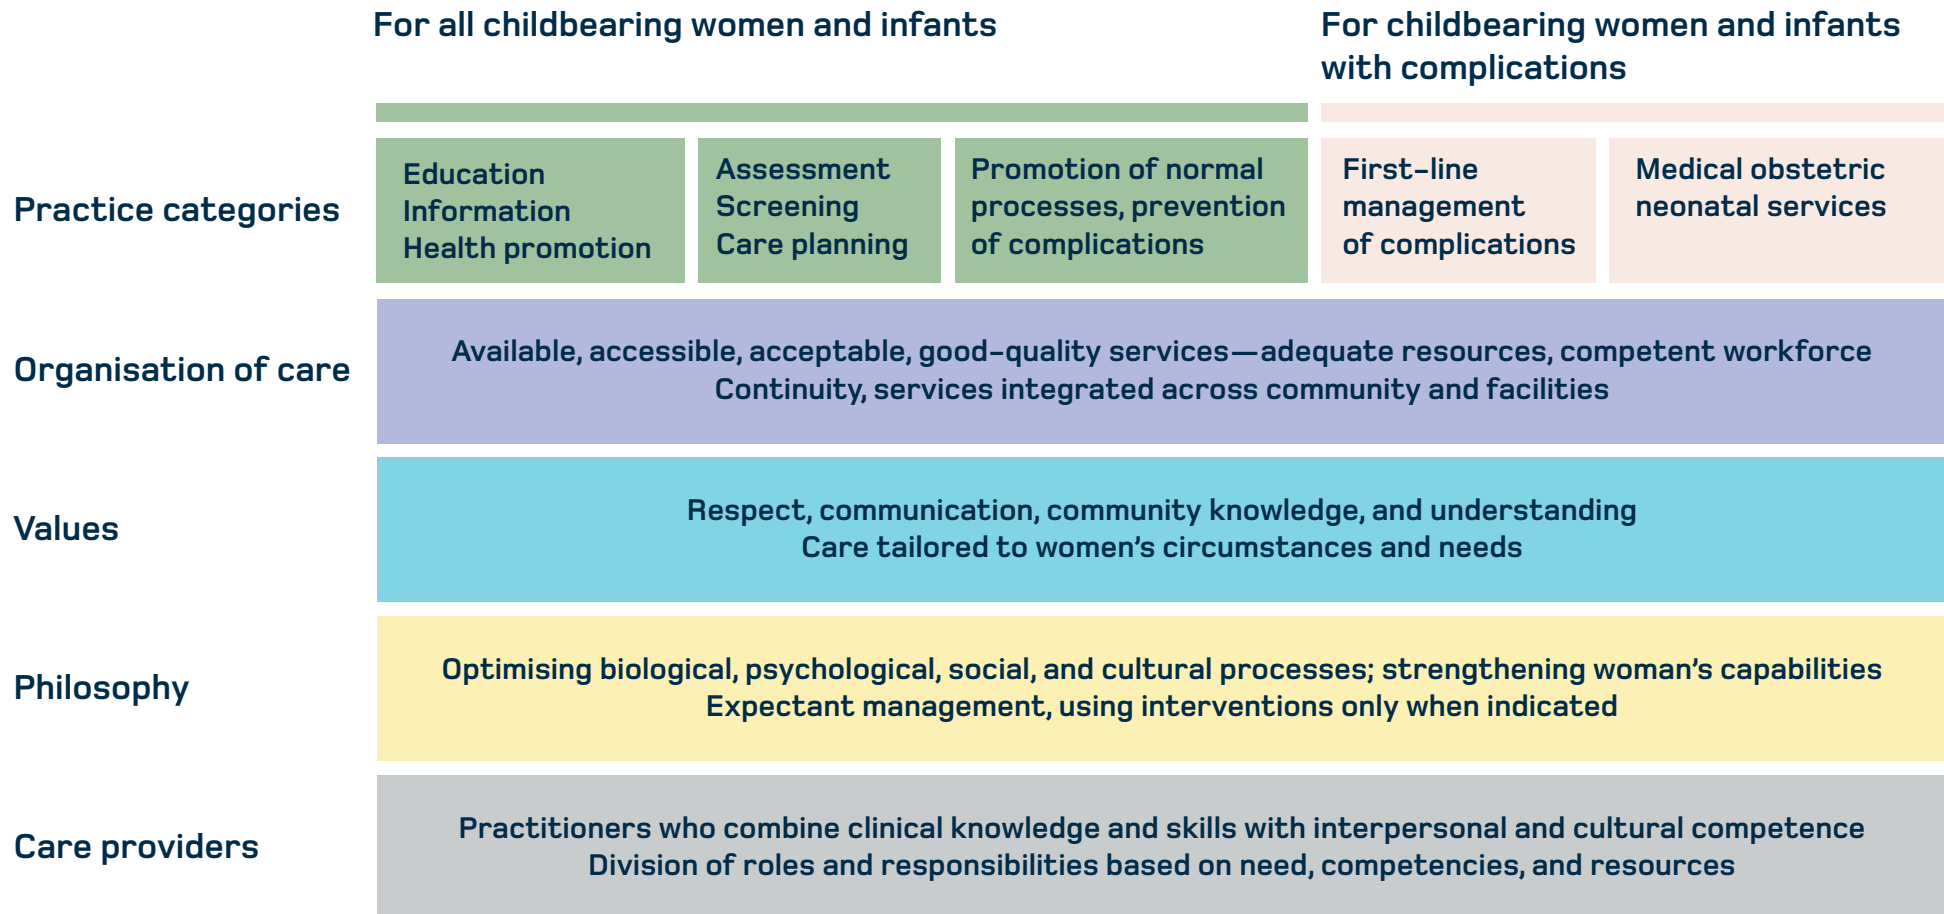 For all childbearing women and infants
For childbearing women and infants
with complications
Practice categories
Education
Information
Health promotion
Assessment
Screening
Care planning
Promotion of normal
processes, prevention
of complications
First-line
management
of complications
Medical obstetric
neonatal services
Organisation of care
Available, accessible, acceptable, good-quality services—adequate resources, competent workforce
Continuity, services integrated across community and facilities
Values
Respect, communication, community knowledge, and understanding
Care tailored to women's circumstances and needs
Philosophy
Optimising biological, psychological, social, and cultural processes; strengthening woman's capabilities
Expectant management, using interventions only when indicated
Care providers
Practitioners who combine clinical knowledge and skills with interpersonal and cultural competence
Division of roles and responsibilities based on need, competencies, and resources